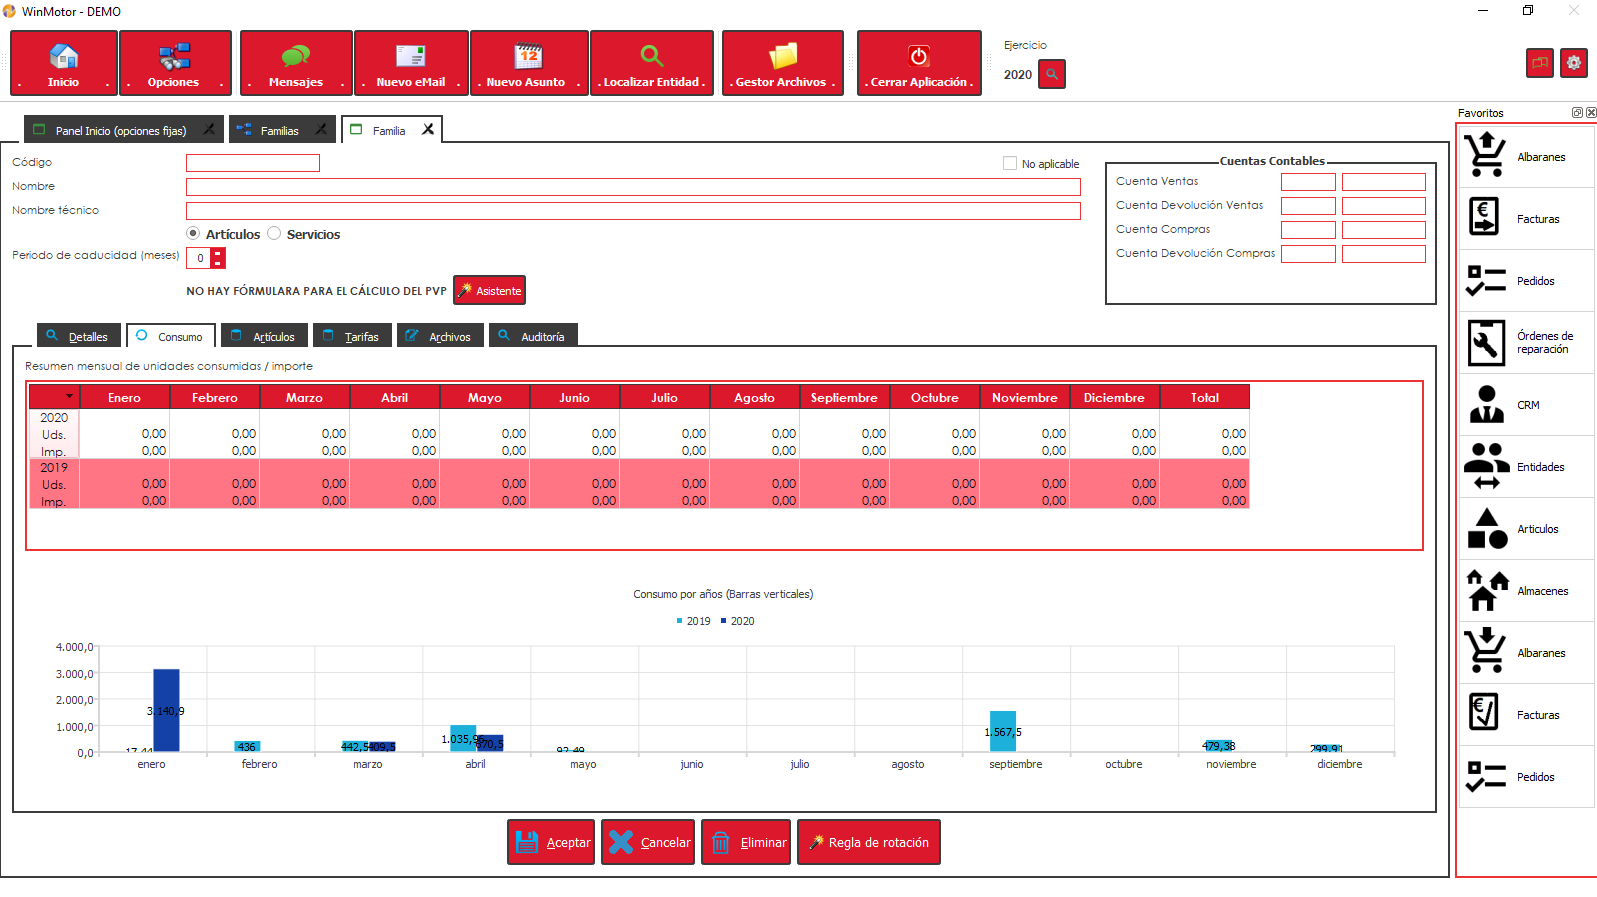 WinMotor - DEMO
. Inicio .
. Opciones .
. Mensajes .
. Nuevo eMail .
. Nuevo Asunto .
. Localizar Entidad .
. Gestor Archivos .
. Cerrar Aplicación .
Ejercicio
2020
Panel Inicio (opciones fijas)
Familias
Familia
Favoritos
Código
No aplicable
Nombre
Nombre técnico
Artículos Servicios
Periodo de caducidad (meses) 0
NO HAY FÓRMULARA PARA EL CÁLCULO DEL PVP
Asistente
Cuentas Contables
Cuenta Ventas
Cuenta Devolución Ventas
Cuenta Compras
Cuenta Devolución Compras
Detalles
Consumo
Artículos
Tarifas
Archivos
Auditoría
Resumen mensual de unidades consumidas / importe
Enero Febrero Marzo Abril Mayo Junio Julio Agosto Septiembre Octubre Noviembre Diciembre Total
2020
Uds. 0,00 0,00 0,00 0,00 0,00 0,00 0,00 0,00 0,00 0,00 0,00 0,00 0,00
Imp. 0,00 0,00 0,00 0,00 0,00 0,00 0,00 0,00 0,00 0,00 0,00 0,00 0,00
2019
Uds. 0,00 0,00 0,00 0,00 0,00 0,00 0,00 0,00 0,00 0,00 0,00 0,00 0,00
Imp. 0,00 0,00 0,00 0,00 0,00 0,00 0,00 0,00 0,00 0,00 0,00 0,00 0,00
Consumo por años (Barras verticales)
2019 2020
4.000,0
3.000,0
2.000,0
1.000,0
0,0
17,44 3.140,9 436 442,5 409,5 1.035,96 670,5 92,49 1.567,5 479,38 299,91
enero febrero marzo abril mayo junio julio agosto septiembre octubre noviembre diciembre
Aceptar
Cancelar
Eliminar
Regla de rotación
Albaranes
Facturas
Pedidos
Órdenes de
reparación
CRM
Entidades
Articulos
Almacenes
Albaranes
Facturas
Pedidos